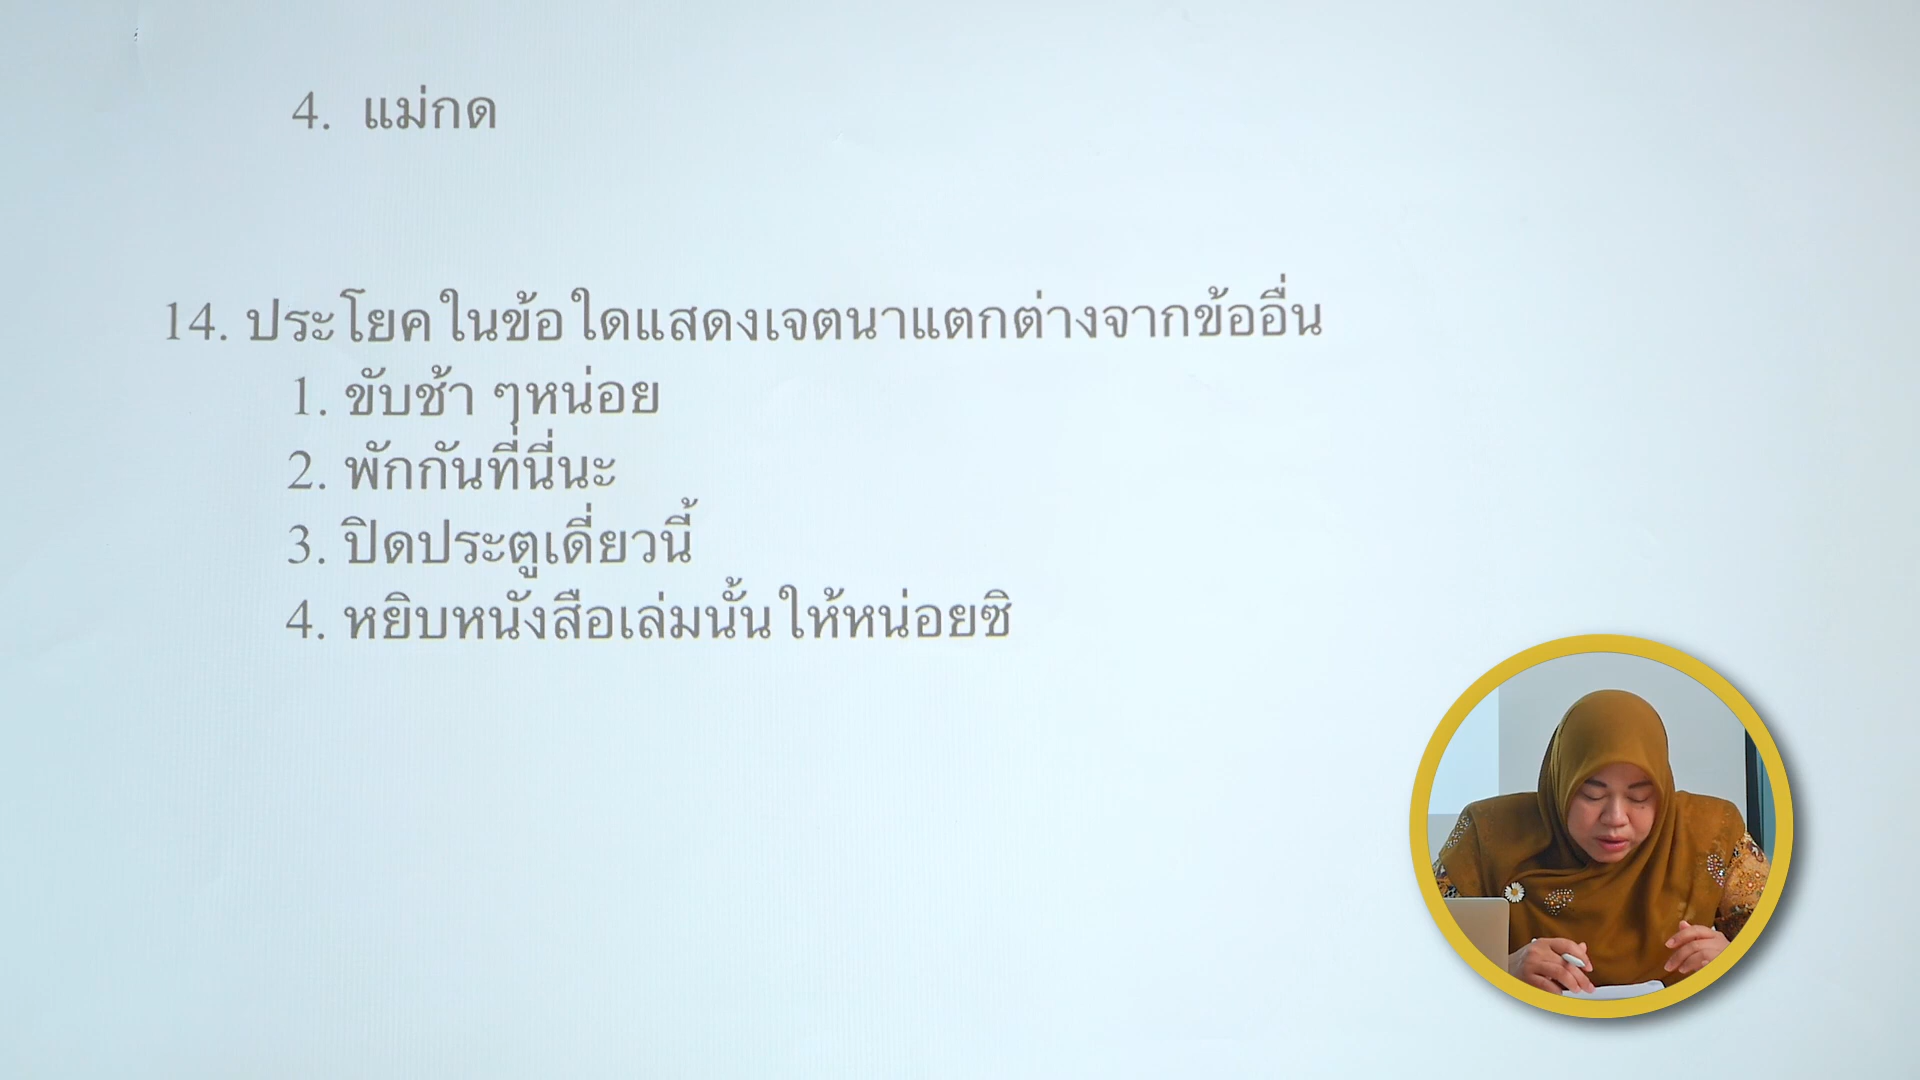 4. แม่กด
14. ประโยคในข้อใดแสดงเจตนาแตกต่างจากข้ออื่น
1. ขับช้า ๆหน่อย
2. พักกันที่นี่นะ
3. ปิดประตูเดี่ยวนี้
4. หยิบหนังสือเล่มนั้นให้หน่อยซิ